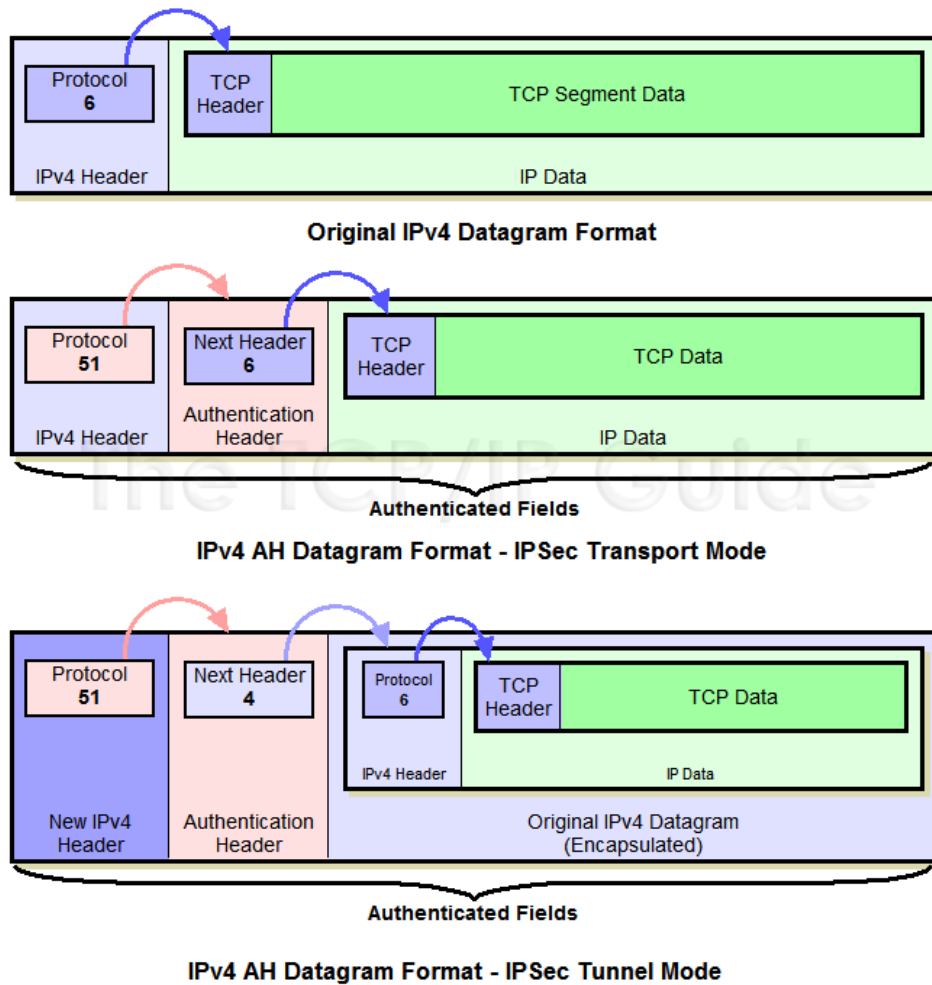 Protocol
6
TCP
Header
TCP Segment Data
IPv4 Header
IP Data
Original IPv4 Datagram Format
Protocol
51
Next Header
6
TCP
Header
TCP Data
IPv4 Header
Authentication
Header
IP Data
The TCP/IP Guide
Authenticated Fields
IPv4 AH Datagram Format - IPSec Transport Mode
Protocol
51
Next Header
4
Protocol
6
TCP
Header
TCP Data
IPv4 Header
IP Data
New IPv4
Header
Authentication
Header
Original IPv4 Datagram
(Encapsulated)
Authenticated Fields
IPv4 AH Datagram Format - IPSec Tunnel Mode